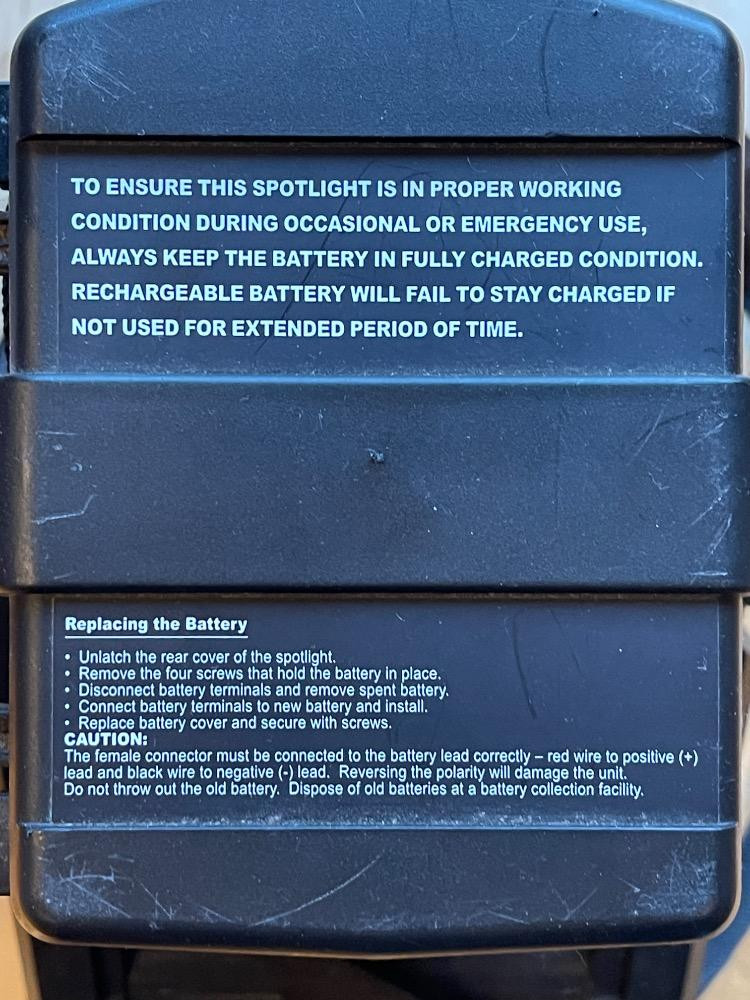 TO ENSURE THIS SPOTLIGHT IS IN PROPER WORKING
CONDITION DURING OCCASIONAL OR EMERGENCY USE,
ALWAYS KEEP THE BATTERY IN FULLY CHARGED CONDITION.
RECHARGEABLE BATTERY WILL FAIL TO STAY CHARGED IF
NOT USED FOR EXTENDED PERIOD OF TIME.
Replacing the Battery
• Unlatch the rear cover of the spotlight.
• Remove the four screws that hold the battery in place.
• Disconnect battery terminals and remove spent battery.
• Connect battery terminals to new battery and install.
• Replace battery cover and secure with screws.
CAUTION:
The female connector must be connected to the battery lead correctly – red wire to positive (+)
lead and black wire to negative (-) lead. Reversing the polarity will damage the unit.
Do not throw out the old battery. Dispose of old batteries at a battery collection facility.